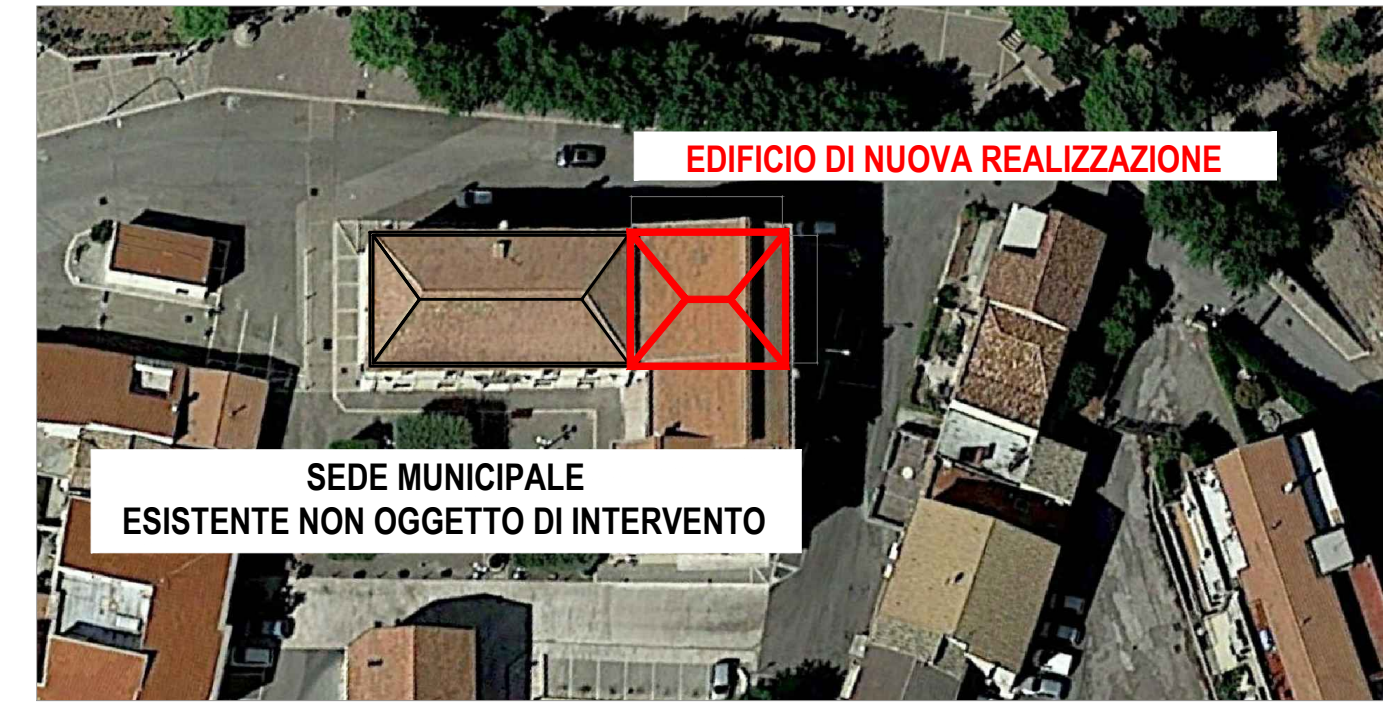 EDIFICIO DI NUOVA REALIZZAZIONE
SEDE MUNICIPALE
ESISTENTE NON OGGETTO DI INTERVENTO